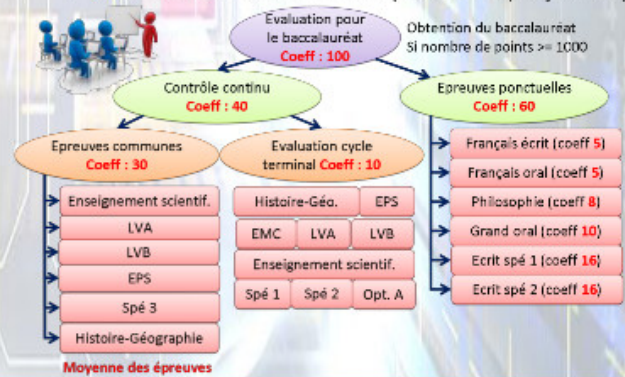 Evaluation pour
le baccalauréat
Coeff : 100
Obtention du baccalauréat
Si nombre de points >= 1000
Contrôle continu
Coeff : 40
Epreuves ponctuelles
Coeff : 60
Epreuves communes
Coeff : 30
Evaluation cycle
terminal Coeff : 10
Enseignement scientif.
LVA
LVB
EPS
Spé 3
Histoire-Géographie
Moyenne des épreuves
Histoire-Géo. EPS
EMC LVA LVB
Enseignement scientif.
Spé 1 Spé 2 Opt. A
Français écrit (coeff 5)
Français oral (coeff 5)
Philosophie (coeff 8)
Grand oral (coeff 10)
Ecrit spé 1 (coeff 16)
Ecrit spé 2 (coeff 16)